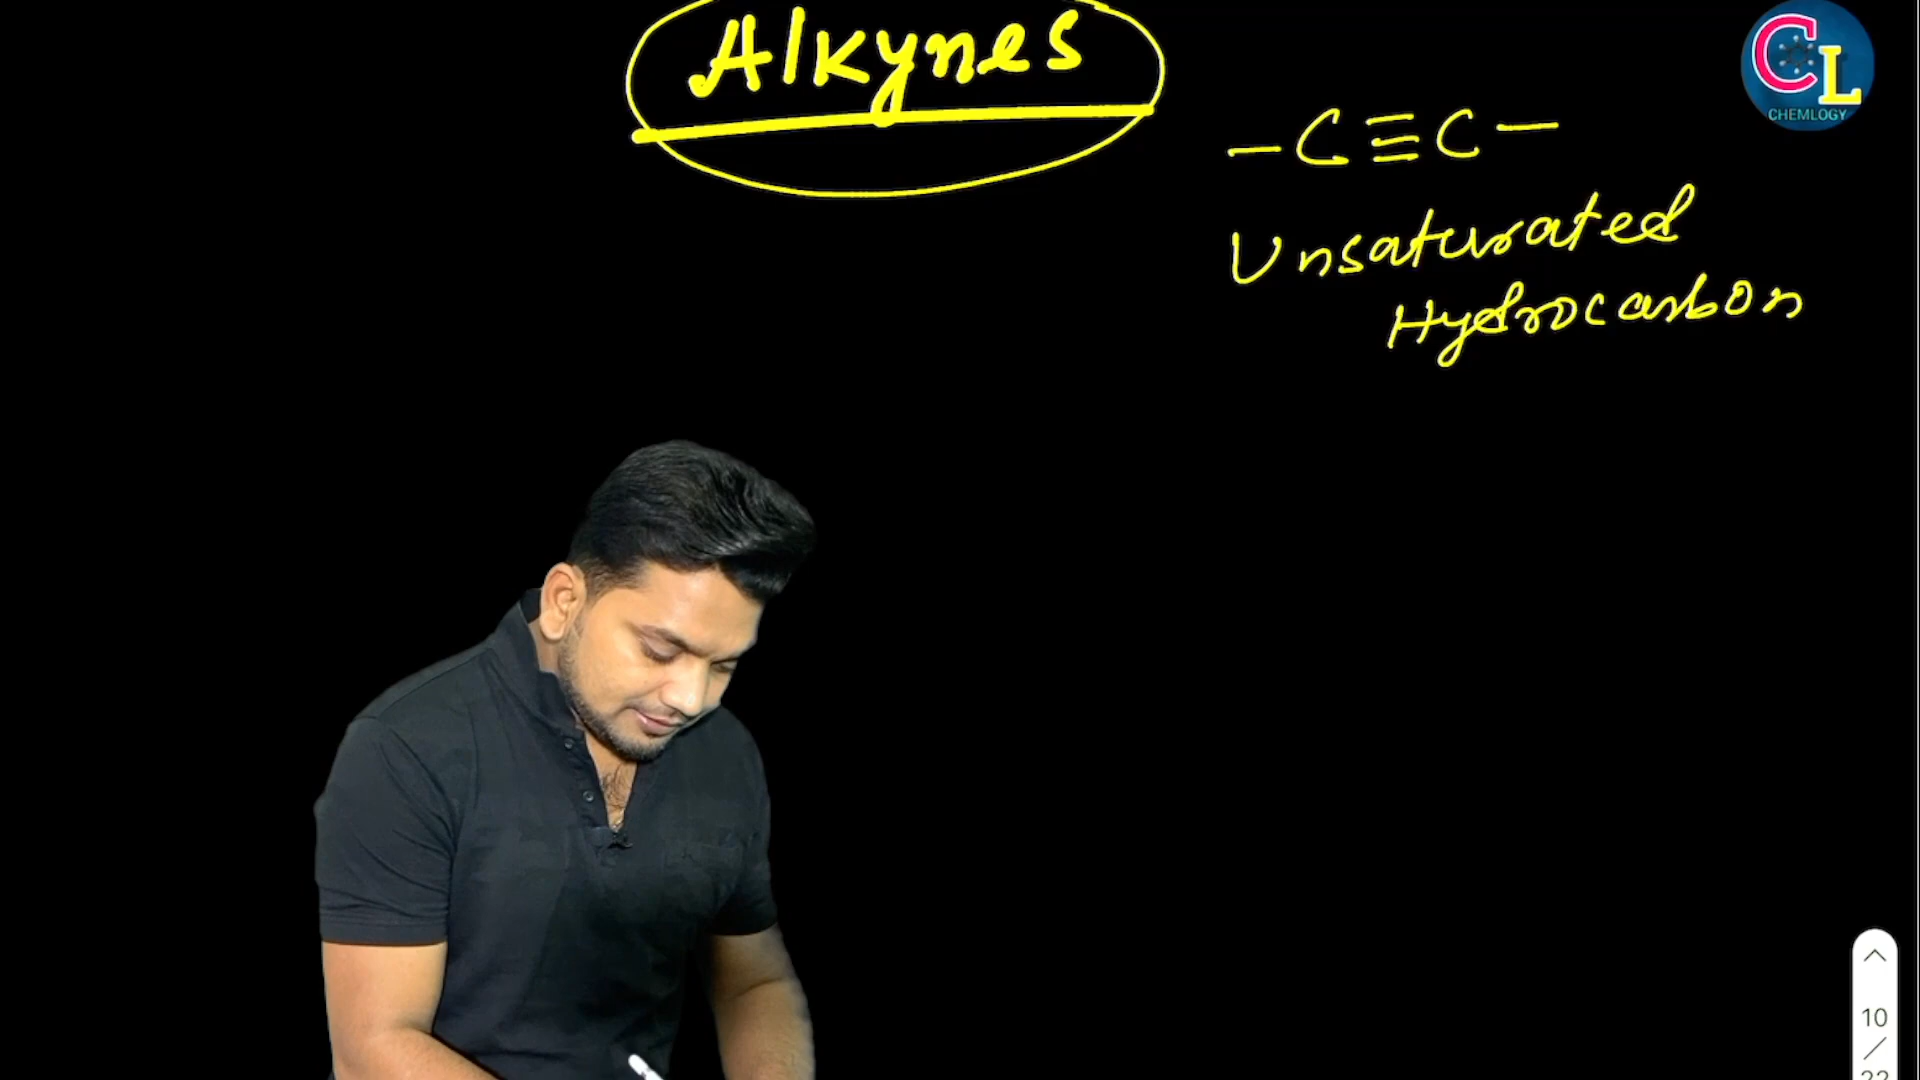 Alkynes
CL
CHEMLOGY
-C≡C-
Unsaturated
Hydrocarbon
10
/